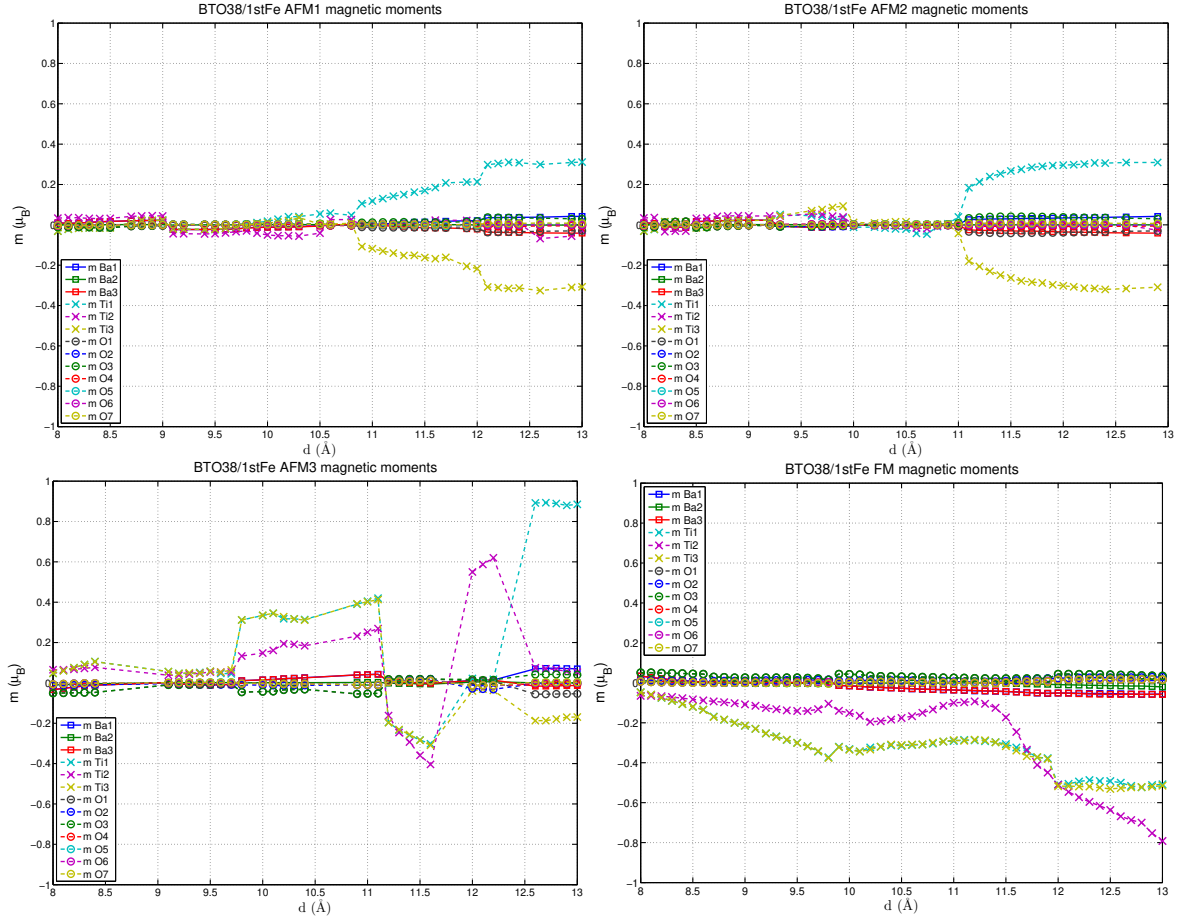 BTO38/1stFe AFM1 magnetic moments
1
0.8
0.6
0.4
0.2
0
−0.2
−0.4
−0.6
−0.8
−1
m (μB)
m Ba1
m Ba2
m Ba3
m Ti1
m Ti2
m Ti3
m O1
m O2
m O3
m O4
m O5
m O6
m O7
8 8.5 9 9.5 10 10.5 11 11.5 12 12.5 13
d (Å)
BTO38/1stFe AFM2 magnetic moments
1
0.8
0.6
0.4
0.2
0
−0.2
−0.4
−0.6
−0.8
−1
m (μB)
m Ba1
m Ba2
m Ba3
m Ti1
m Ti2
m Ti3
m O1
m O2
m O3
m O4
m O5
m O6
m O7
8 8.5 9 9.5 10 10.5 11 11.5 12 12.5 13
d (Å)
BTO38/1stFe AFM3 magnetic moments
1
0.8
0.6
0.4
0.2
0
−0.2
−0.4
−0.6
−0.8
−1
m (μB)
m Ba1
m Ba2
m Ba3
m Ti1
m Ti2
m Ti3
m O1
m O2
m O3
m O4
m O5
m O6
m O7
8 8.5 9 9.5 10 10.5 11 11.5 12 12.5 13
d (Å)
BTO38/1stFe FM magnetic moments
1
0.8
0.6
0.4
0.2
0
−0.2
−0.4
−0.6
−0.8
−1
m (μB)
m Ba1
m Ba2
m Ba3
m Ti1
m Ti2
m Ti3
m O1
m O2
m O3
m O4
m O5
m O6
m O7
8 8.5 9 9.5 10 10.5 11 11.5 12 12.5 13
d (Å)